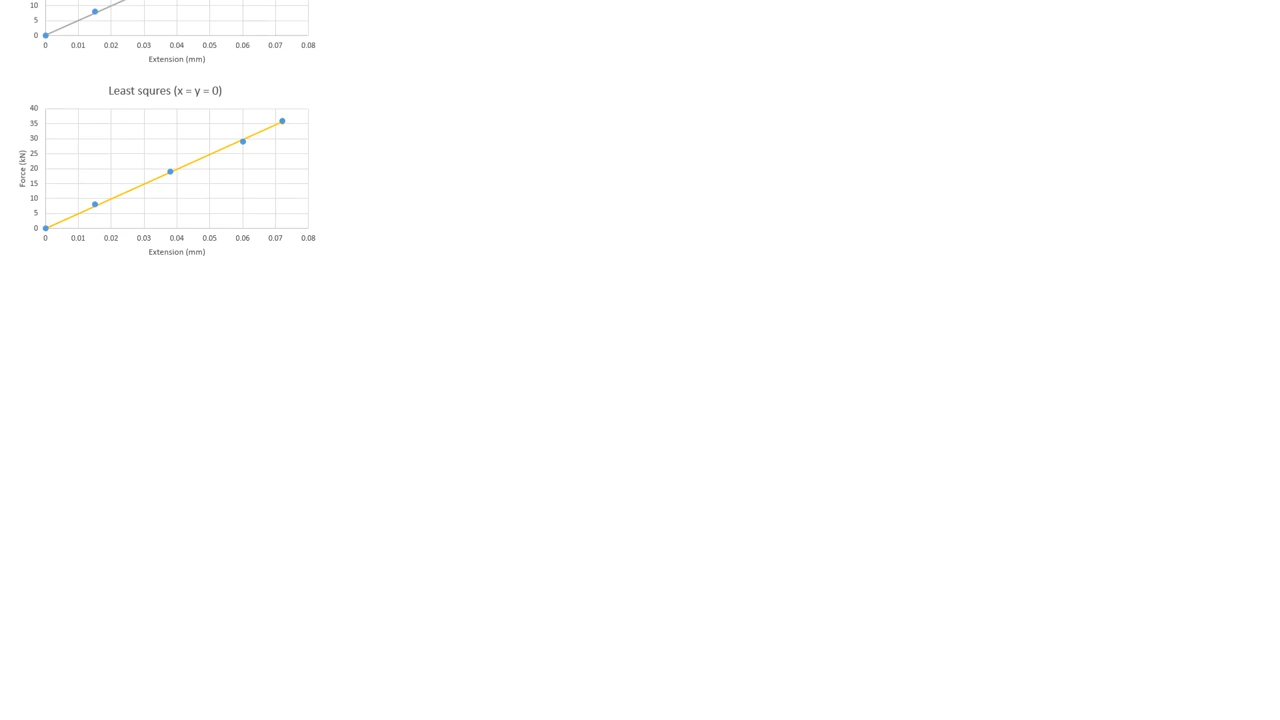 10
5
0
0 0.01 0.02 0.03 0.04 0.05 0.06 0.07 0.08
Extension (mm)
Least squres (x = y = 0)
40
35
30
25
20
15
10
5
0
Force (kN)
0 0.01 0.02 0.03 0.04 0.05 0.06 0.07 0.08
Extension (mm)